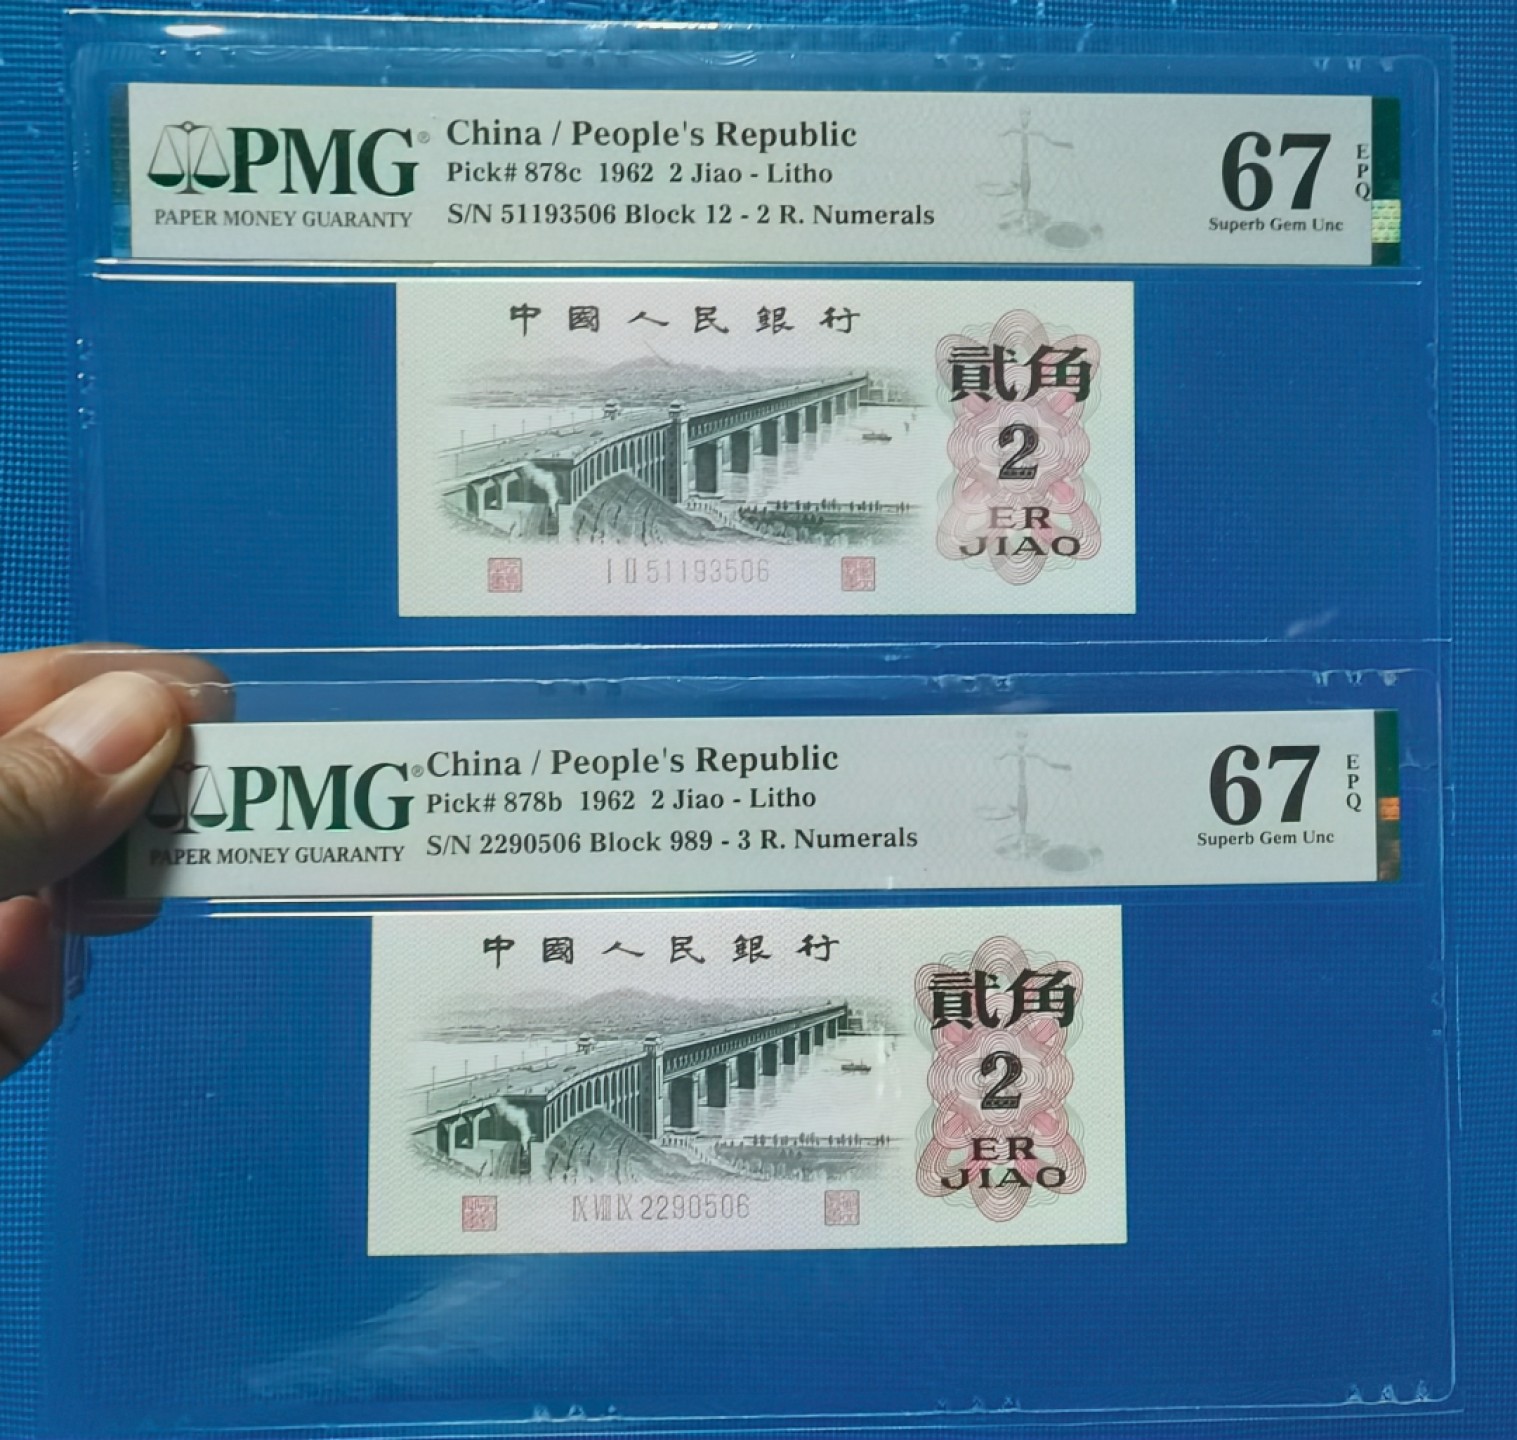 PMG®
PAPER MONEY GUARANTY
China / People's Republic
Pick# 878c 1962 2 Jiao - Litho
S/N 51193506 Block 12 - 2 R. Numerals
67
EPQ
Superb Gem Unc
中國人民銀行
貳角
2
ER
JIAO
I II 51193506
PMG®
PAPER MONEY GUARANTY
China / People's Republic
Pick# 878b 1962 2 Jiao - Litho
S/N 2290506 Block 989 - 3 R. Numerals
67
EPQ
Superb Gem Unc
中國人民銀行
貳角
2
ER
JIAO
IX VIII IX 2290506